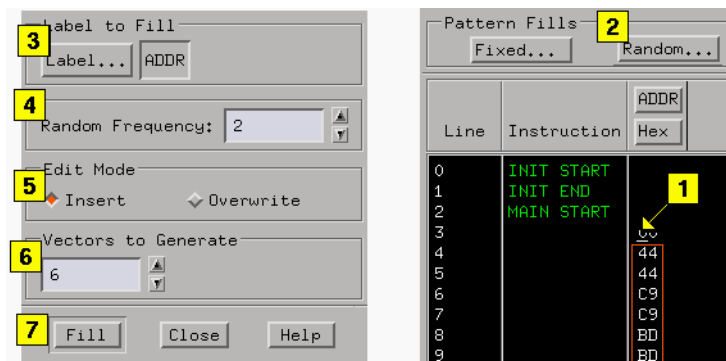 Label to Fill
3
Label... ADDR
4
Random Frequency: 2
Edit Mode
5
Insert Overwrite
Vectors to Generate
6
6
7
Fill Close Help
Pattern Fills
2
Fixed... Random...
ADDR
Line Instruction Hex
0 INIT START
1 INIT END
2 MAIN START
1
3
4 44
5 44
6 C9
7 C9
8 BD
9 BD